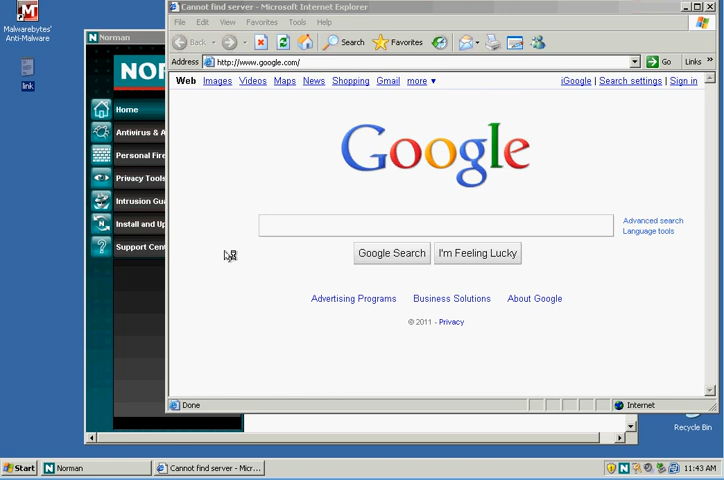 Malwarebytes'
Anti-Malware
link
Norman
NOR
Home
Antivirus & A
Personal Fire
Privacy Tools
Intrusion Gua
Install and Up
Support Cent
Cannot find server - Microsoft Internet Explorer
File Edit View Favorites Tools Help
Back Search Favorites
Address http://www.google.com/ Go Links »
Web Images Videos Maps News Shopping Gmail more ▼ iGoogle | Search settings | Sign in
Google
Advanced search
Language tools
Google Search I'm Feeling Lucky
Advertising Programs Business Solutions About Google
© 2011 - Privacy
Done Internet
Recycle Bin
Start Norman Cannot find server - Micr... 11:43 AM